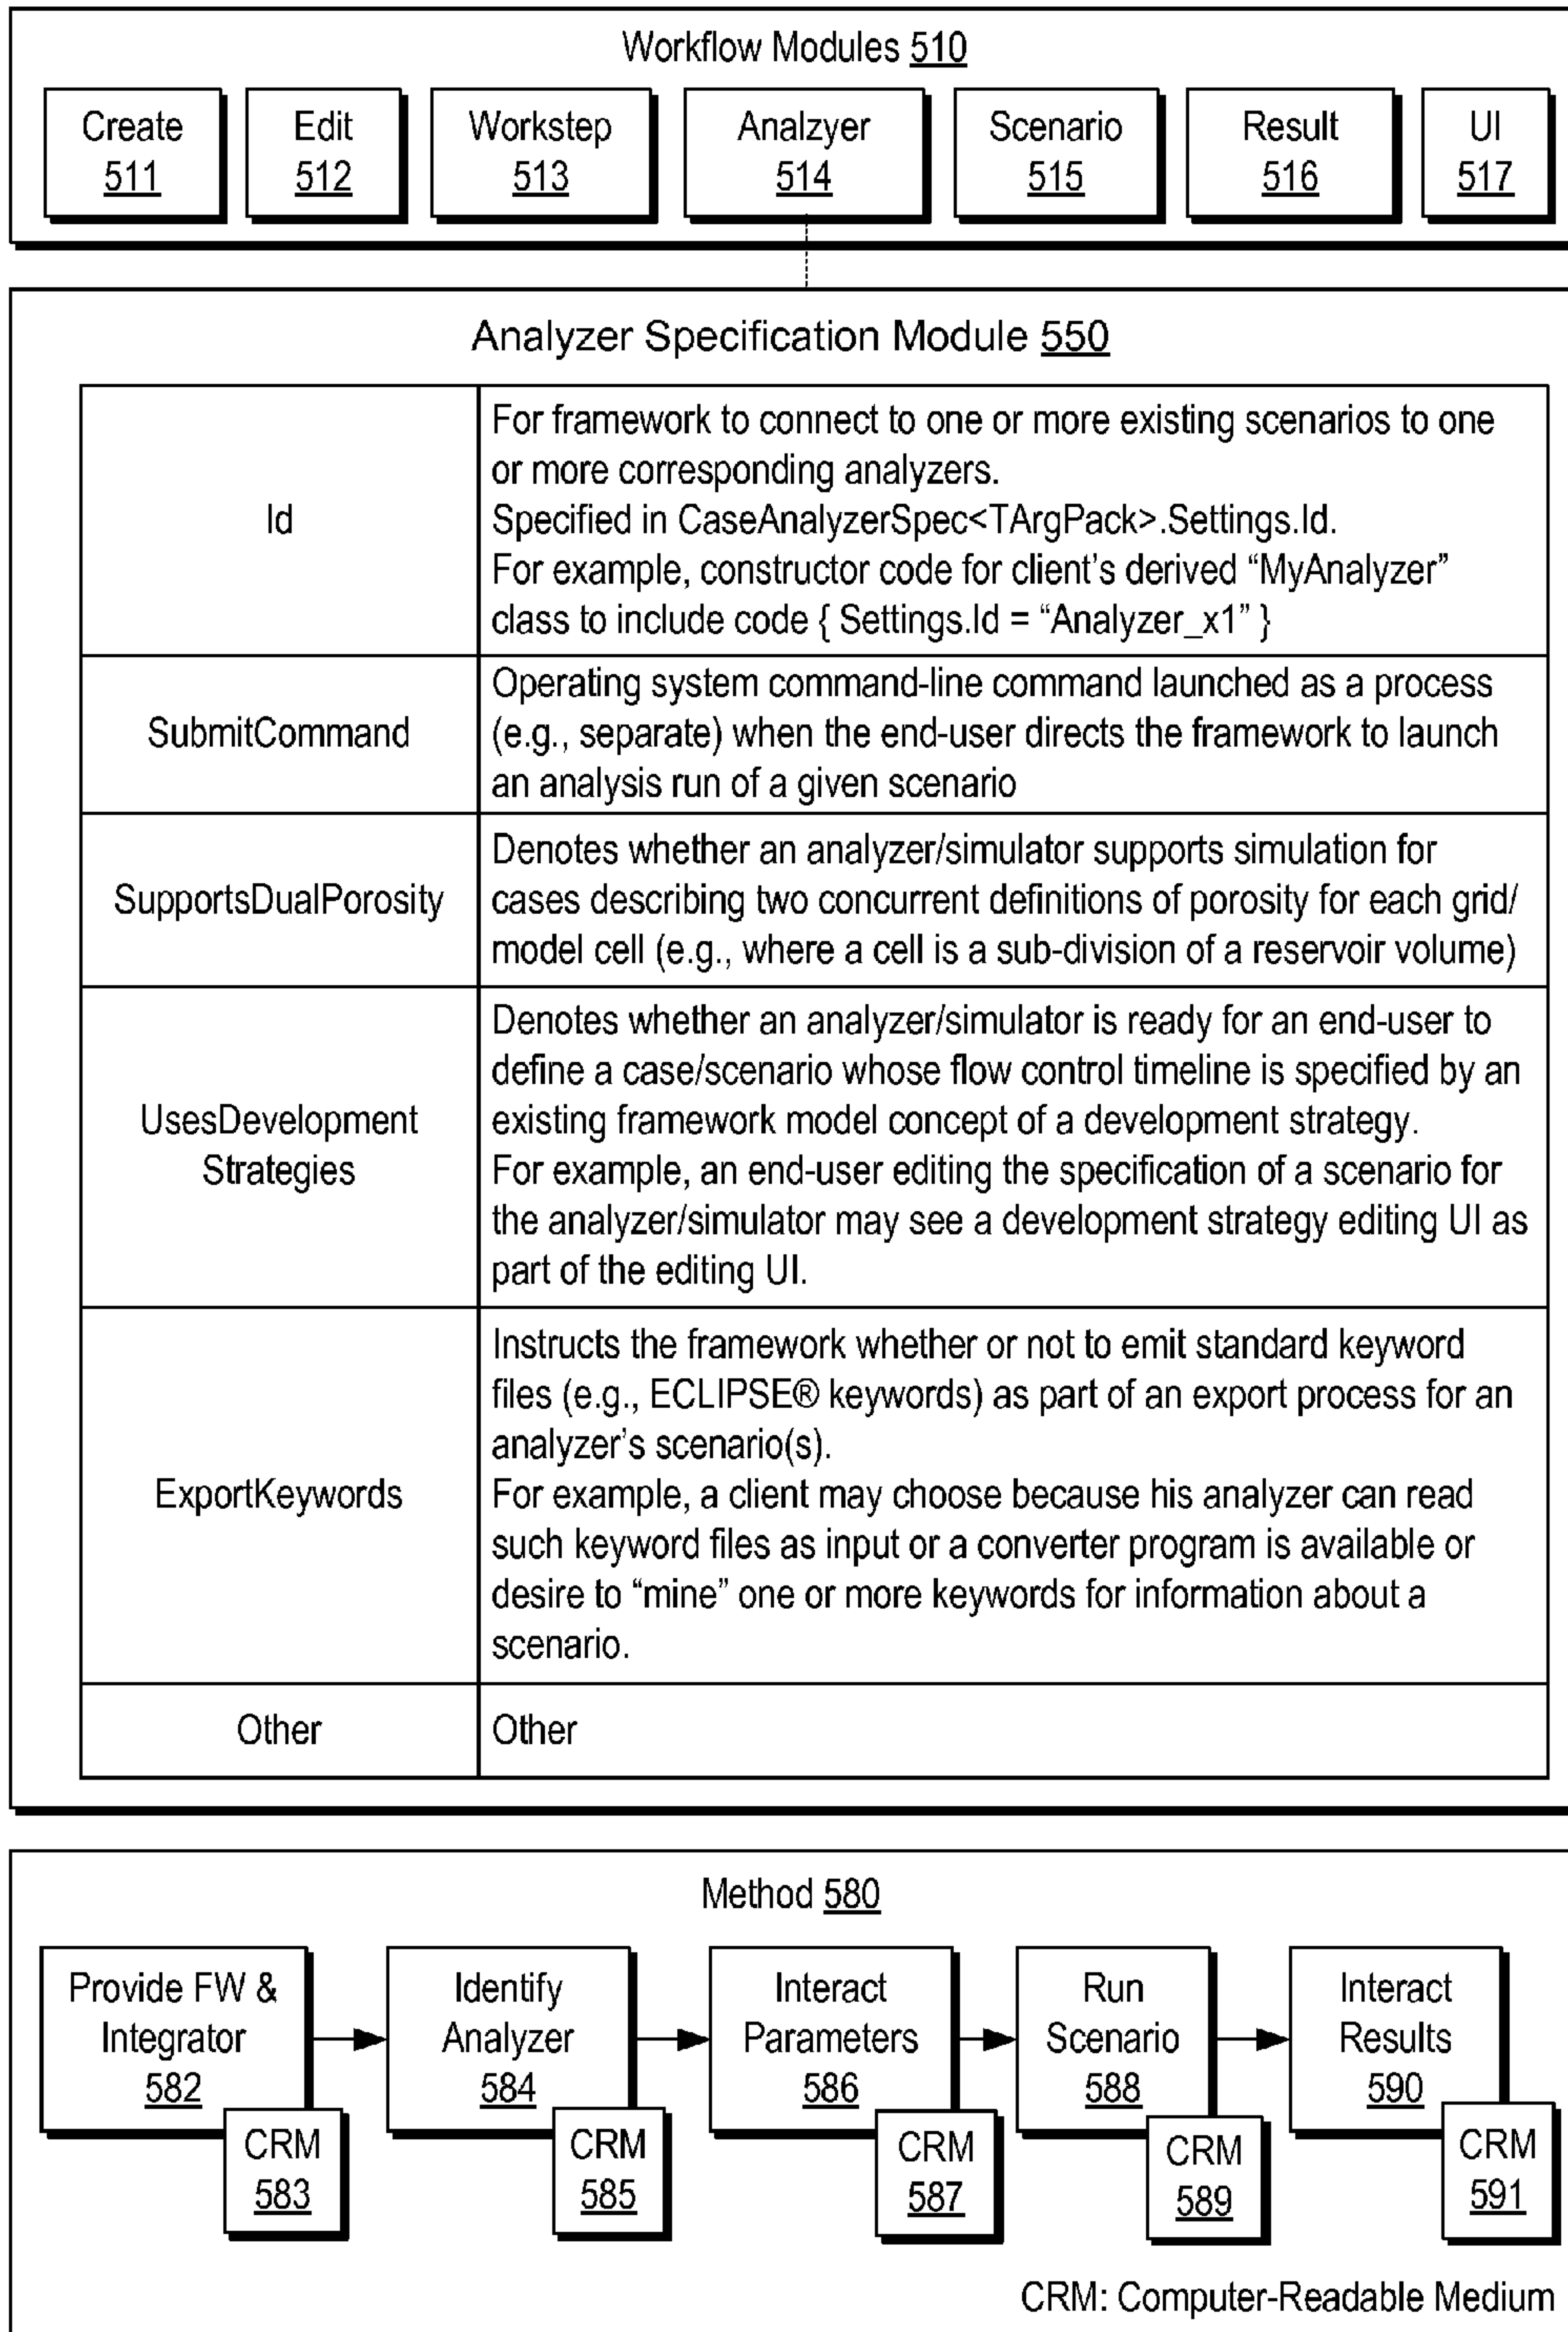 Workflow Modules 510
Create
511
Edit
512
Workstep
513
Analzyer
514
Scenario
515
Result
516
UI
517
Analyzer Specification Module 550
Id
For framework to connect to one or more existing scenarios to one
or more corresponding analyzers.
Specified in CaseAnalyzerSpec<TArgPack>.Settings.Id.
For example, constructor code for client's derived “MyAnalyzer”
class to include code { Settings.Id = “Analyzer_x1” }
SubmitCommand
Operating system command-line command launched as a process
(e.g., separate) when the end-user directs the framework to launch
an analysis run of a given scenario
SupportsDualPorosity
Denotes whether an analyzer/simulator supports simulation for
cases describing two concurrent definitions of porosity for each grid/
model cell (e.g., where a cell is a sub-division of a reservoir volume)
UsesDevelopment
Strategies
Denotes whether an analyzer/simulator is ready for an end-user to
define a case/scenario whose flow control timeline is specified by an
existing framework model concept of a development strategy.
For example, an end-user editing the specification of a scenario for
the analyzer/simulator may see a development strategy editing UI as
part of the editing UI.
ExportKeywords
Instructs the framework whether or not to emit standard keyword
files (e.g., ECLIPSE® keywords) as part of an export process for an
analyzer's scenario(s).
For example, a client may choose because his analyzer can read
such keyword files as input or a converter program is available or
desire to “mine” one or more keywords for information about a
scenario.
Other
Other
Method 580
Provide FW &
Integrator
582
CRM
583
Identify
Analyzer
584
CRM
585
Interact
Parameters
586
CRM
587
Run
Scenario
588
CRM
589
Interact
Results
590
CRM
591
CRM: Computer-Readable Medium